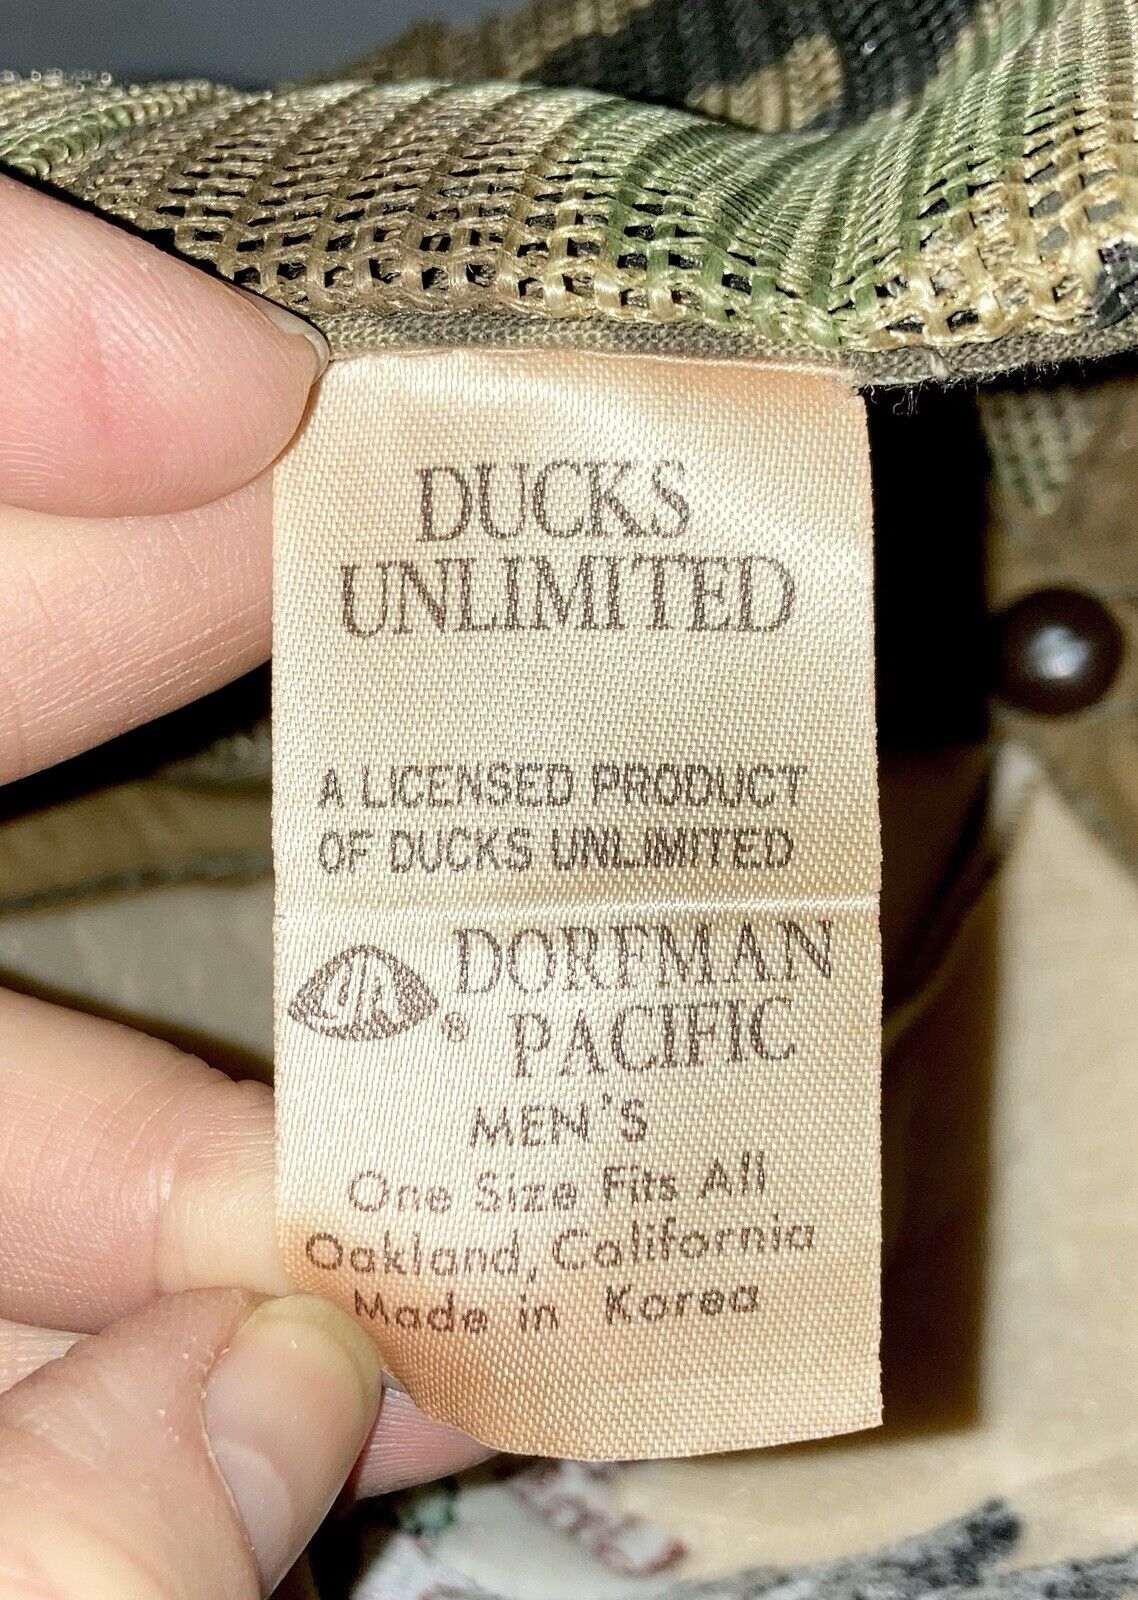 DUCKS
UNLIMITED
A LICENSED PRODUCT
OF DUCKS UNLIMITED
® DORFMAN
PACIFIC
MEN'S
One Size Fits All
Oakland, California
Made in Korea